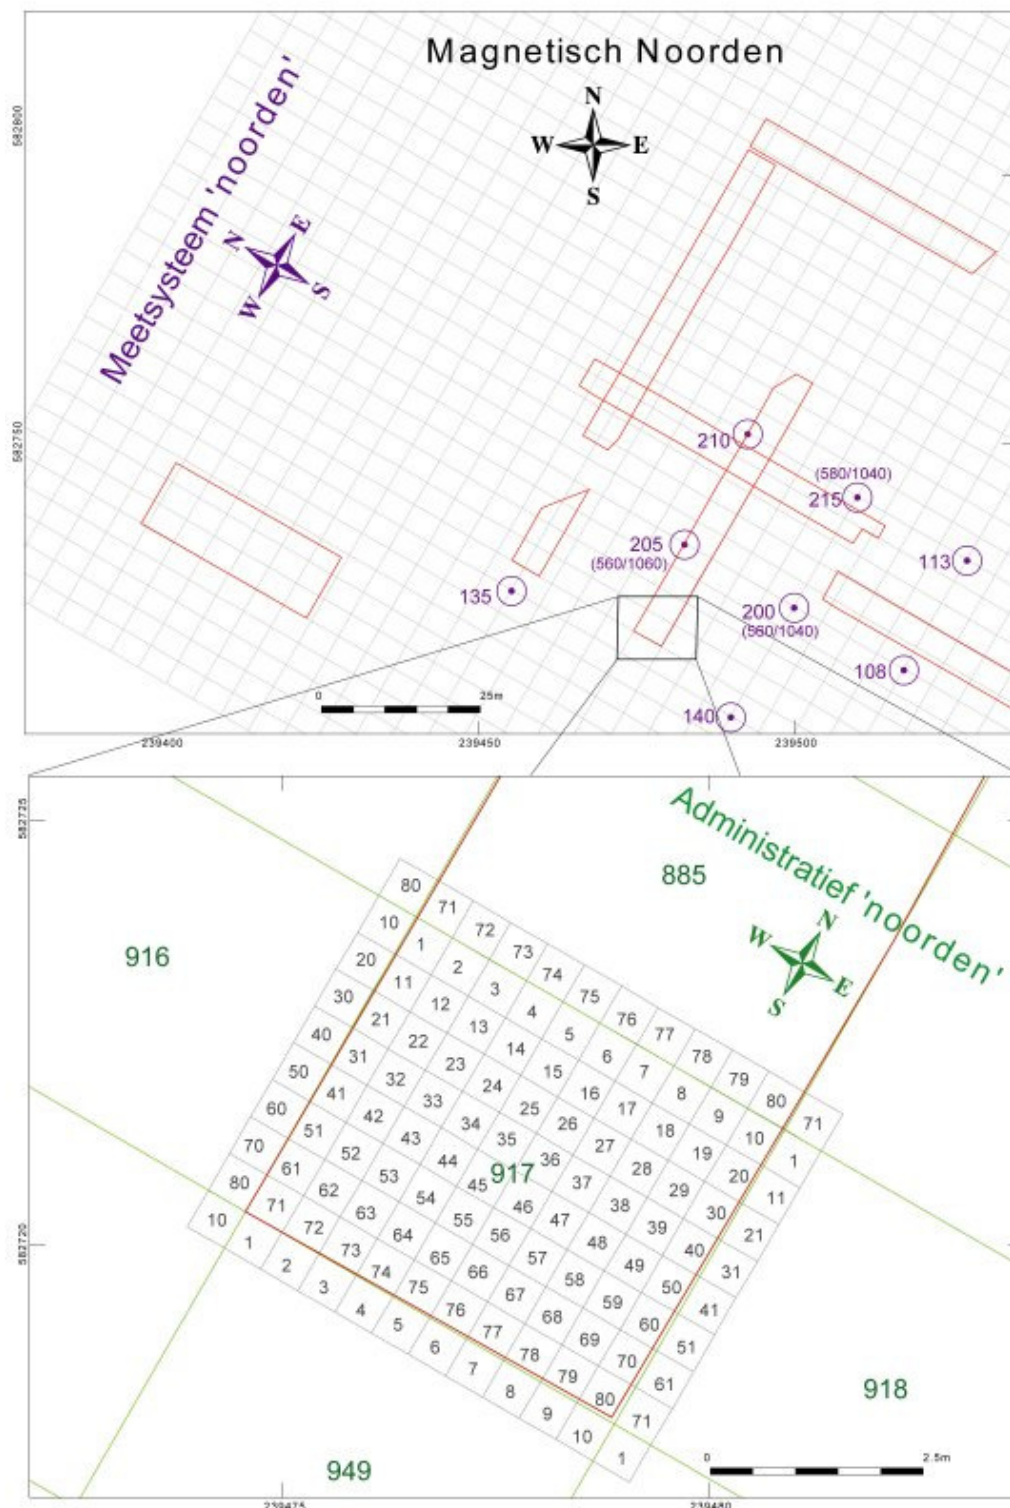 Magnetisch Noorden
N
W E
S
Meetsysteem 'noorden'
N E
W S
582800
582750
210
(580/1040)
215
205
(560/1060)
113
135
200
(560/1040)
108
140
0 25m
239400 239450 239500
582725
582720
Administratief 'noorden'
N
W E
S
885
916
917
918
949
80 71 72 73 74 75 76 77 78 79 80 71
10 1 2 3 4 5 6 7 8 9 10 1
20 11 12 13 14 15 16 17 18 19 20 11
30 21 22 23 24 25 26 27 28 29 30 21
40 31 32 33 34 35 36 37 38 39 40 31
50 41 42 43 44 45 46 47 48 49 50 41
60 51 52 53 54 55 56 57 58 59 60 51
70 61 62 63 64 65 66 67 68 69 70 61
80 71 72 73 74 75 76 77 78 79 80 71
10 1 2 3 4 5 6 7 8 9 10 1
0 2.5m
239475 239480